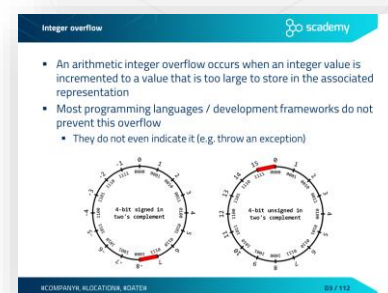 Integer overflow
scademy
An arithmetic integer overflow occurs when an integer value is
incremented to a value that is too large to store in the associated
representation
Most programming languages / development frameworks do not
prevent this overflow
They do not even indicate it (e.g. throw an exception)
4-bit signed in
two's complement
4-bit unsigned in
two's complement
#COMPANY#, #LOCATION#, #DATE#
03 / 112